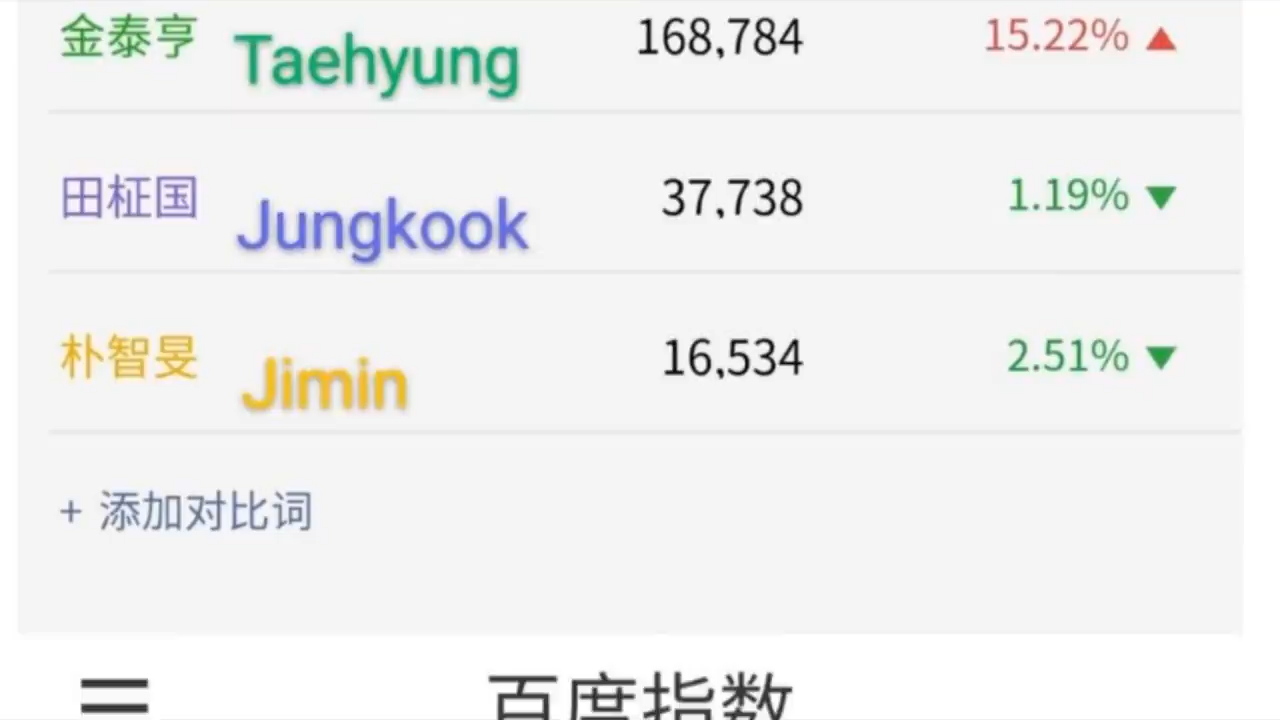 金泰亨 Taehyung 168,784 15.22% ▲
田柾国 Jungkook 37,738 1.19% ▼
朴智旻 Jimin 16,534 2.51% ▼
+ 添加对比词
百度指数